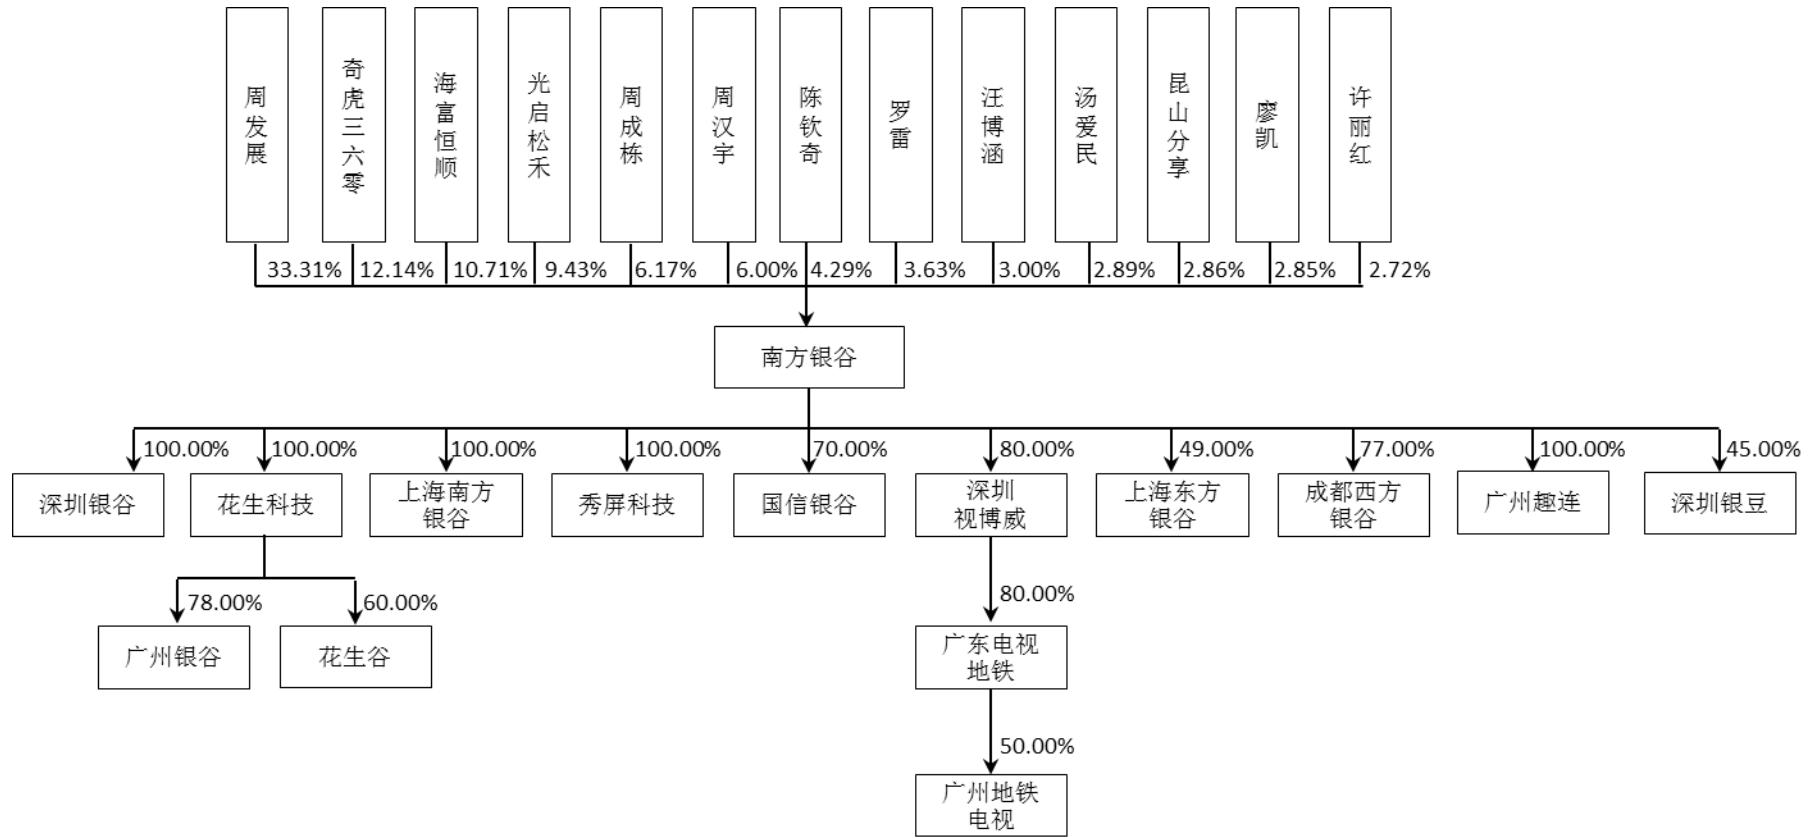 周发展
奇虎三六零
海富恒顺
光启松禾
周成栋
周汉宇
陈钦奇
罗雷
汪博涵
汤爱民
昆山分享
廖凯
许丽红
33.31%
12.14%
10.71%
9.43%
6.17%
6.00%
4.29%
3.63%
3.00%
2.89%
2.86%
2.85%
2.72%
南方银谷
100.00%
100.00%
100.00%
100.00%
70.00%
80.00%
49.00%
77.00%
100.00%
45.00%
深圳银谷
花生科技
上海南方
银谷
秀屏科技
国信银谷
深圳
视博威
上海东方
银谷
成都西方
银谷
广州趣连
深圳银豆
78.00%
60.00%
80.00%
广州银谷
花生谷
广东电视
地铁
50.00%
广州地铁
电视